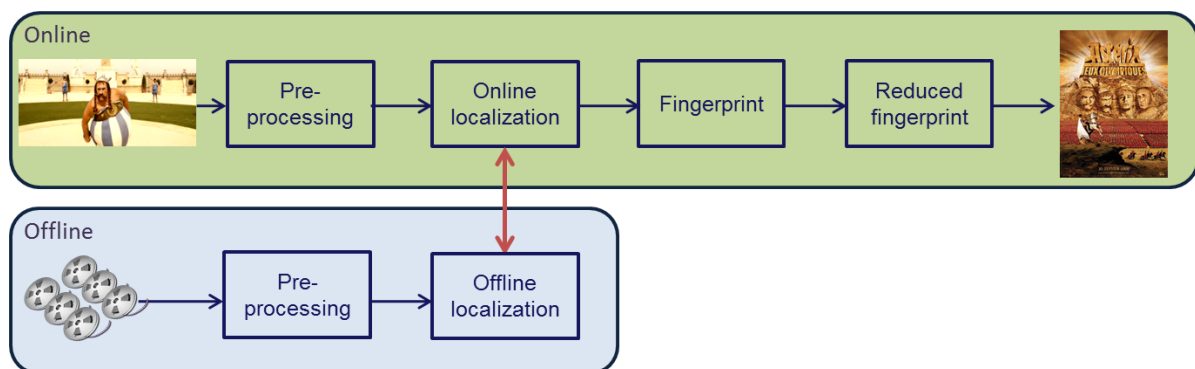 Online
Pre-
processing
Online
localization
Fingerprint
Reduced
fingerprint
Offline
Pre-
processing
Offline
localization